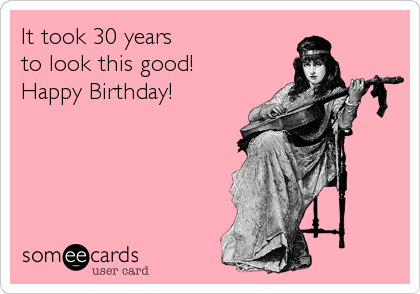 It took 30 years
to look this good!
Happy Birthday!
someecards
user card